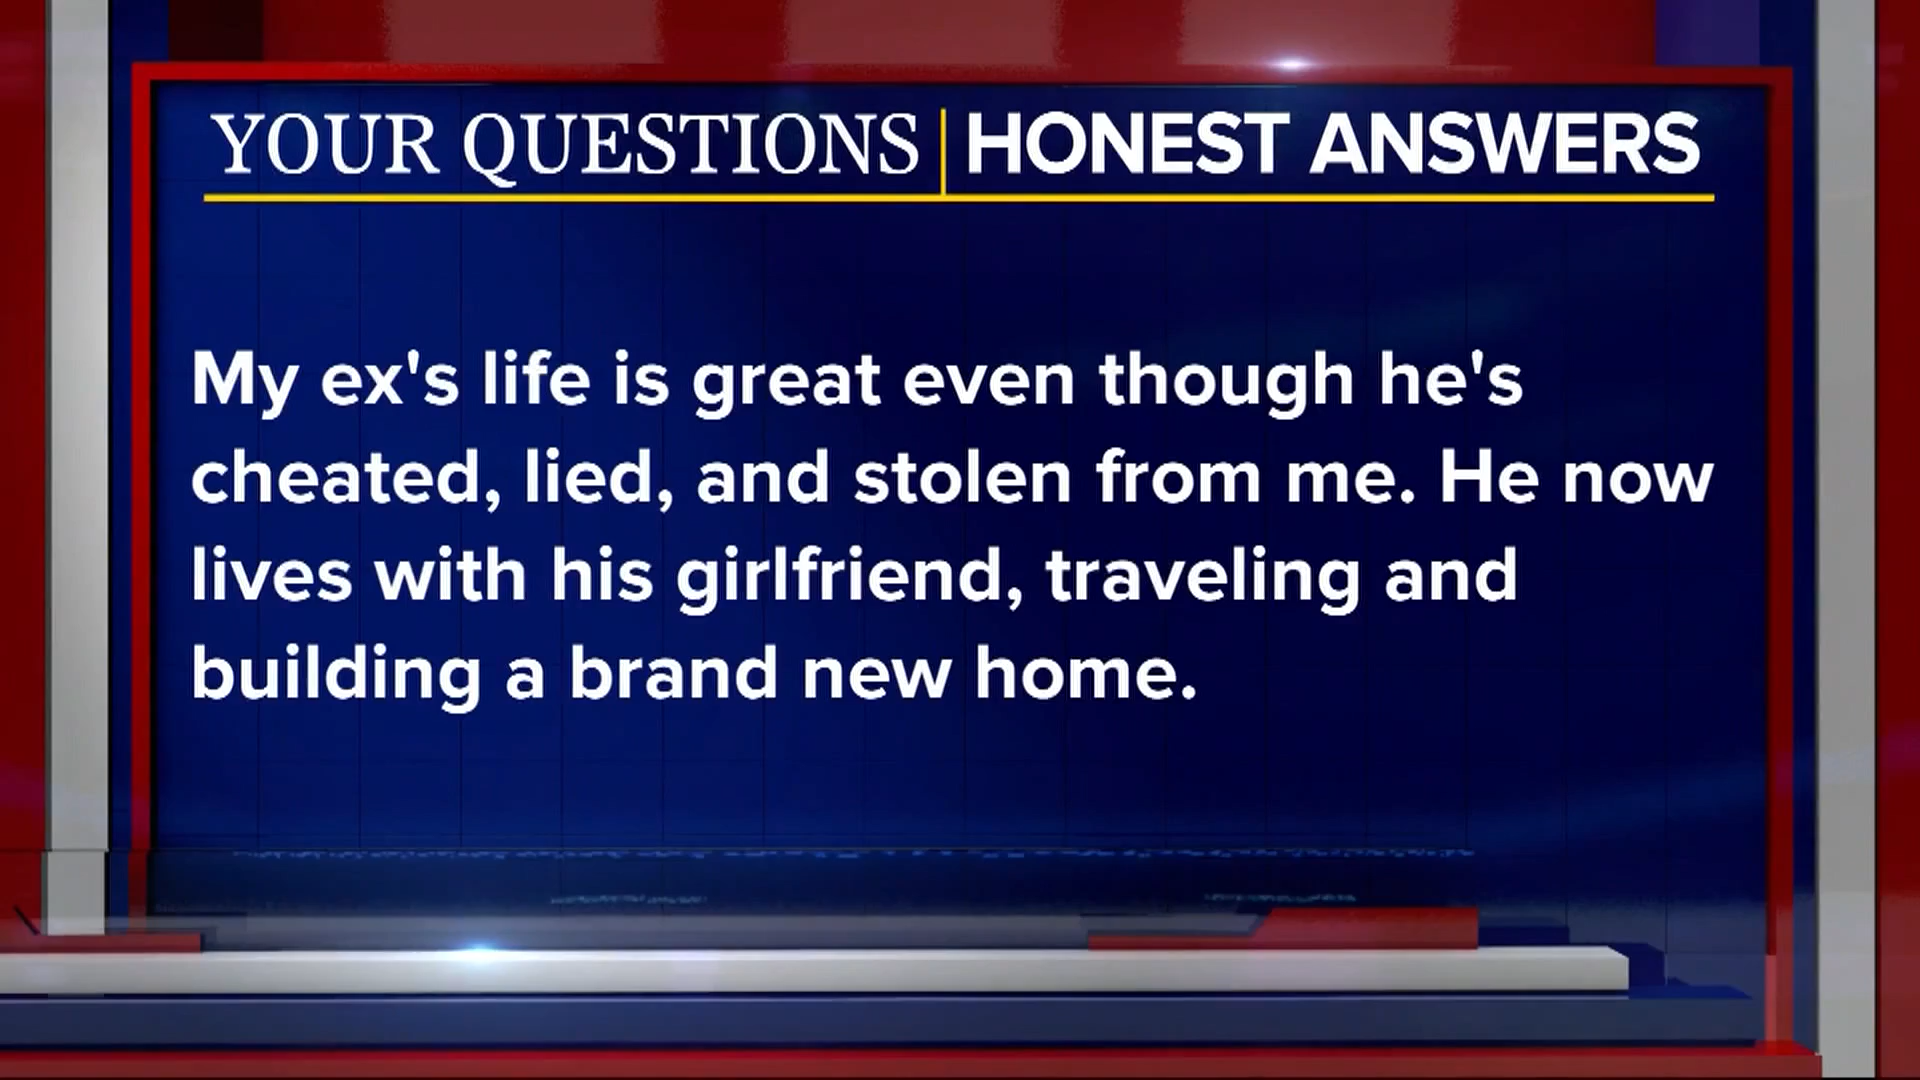 YOUR QUESTIONS HONEST ANSWERS
My ex's life is great even though he's
cheated, lied, and stolen from me. He now
lives with his girlfriend, traveling and
building a brand new home.